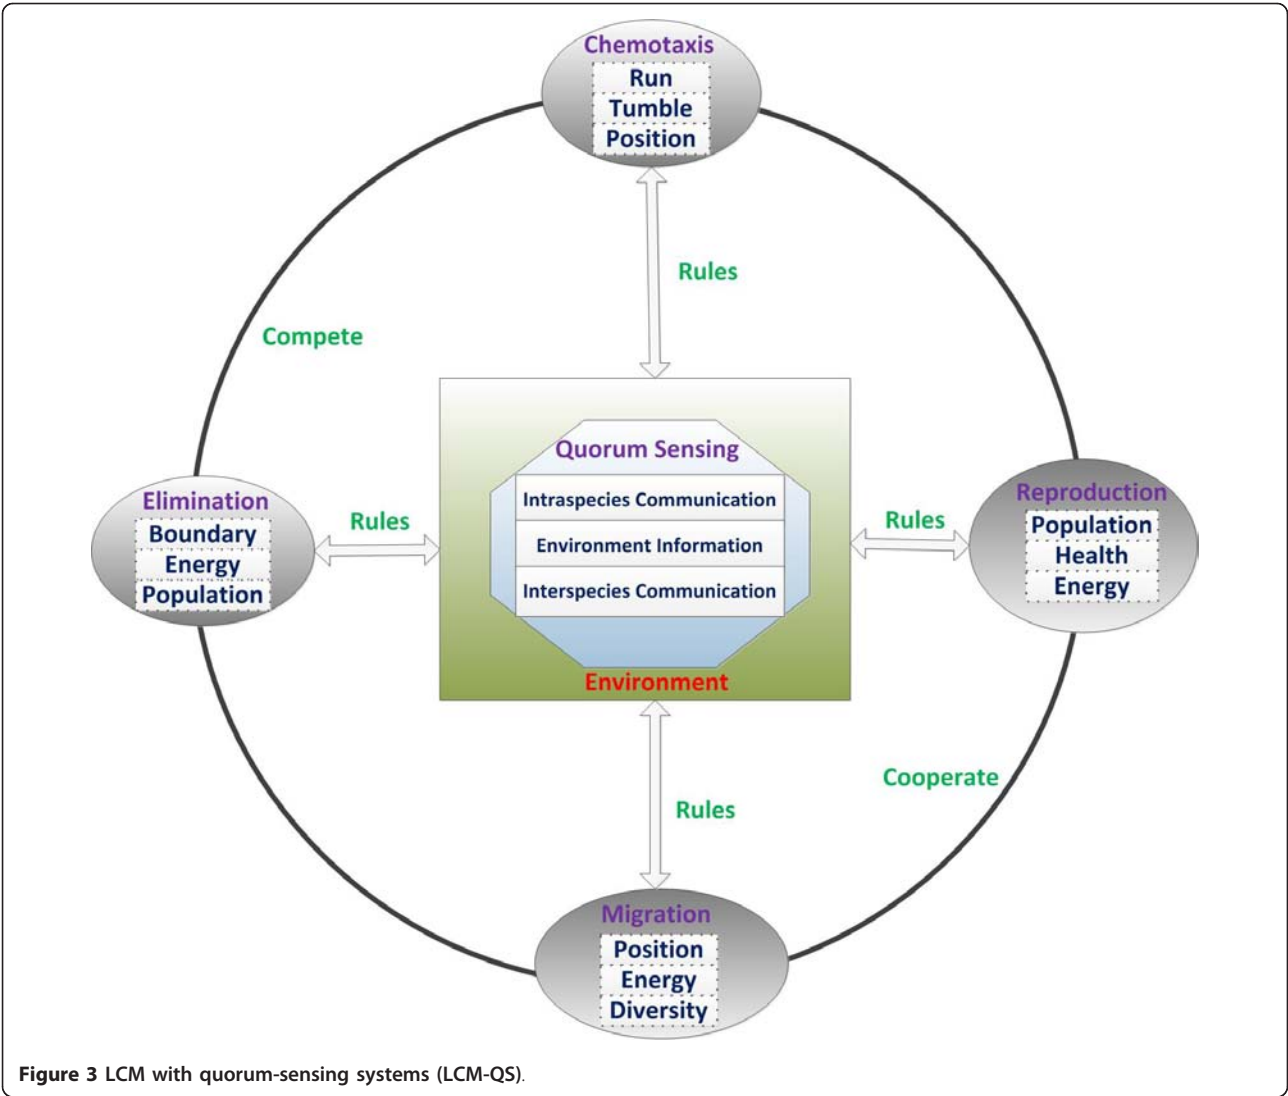 Chemotaxis
Run
Tumble
Position
Rules
Compete
Quorum Sensing
Intraspecies Communication
Environment Information
Interspecies Communication
Environment
Elimination
Boundary
Energy
Population
Rules
Rules
Reproduction
Population
Health
Energy
Cooperate
Rules
Migration
Position
Energy
Diversity
Figure 3 LCM with quorum-sensing systems (LCM-QS).